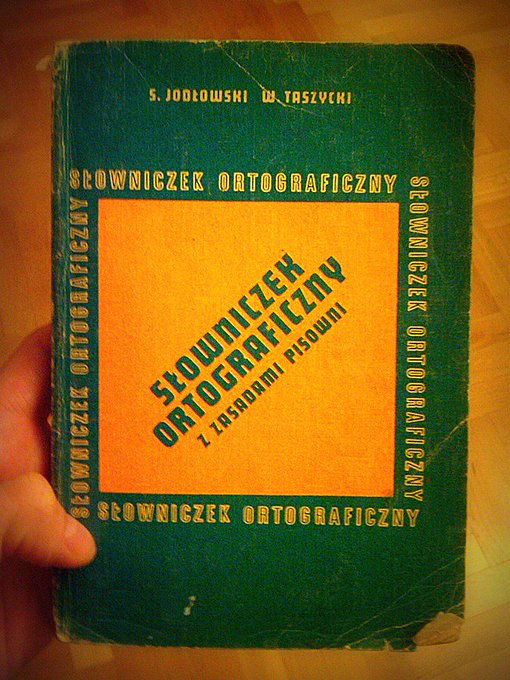 S. JODŁOWSKI W. TASZYCKI
SŁOWNICZEK ORTOGRAFICZNY
SŁOWNICZEK ORTOGRAFICZNY
SŁOWNICZEK ORTOGRAFICZNY
SŁOWNICZEK
ORTOGRAFICZNY
Z ZASADAMI PISOWNI
SŁOWNICZEK ORTOGRAFICZNY